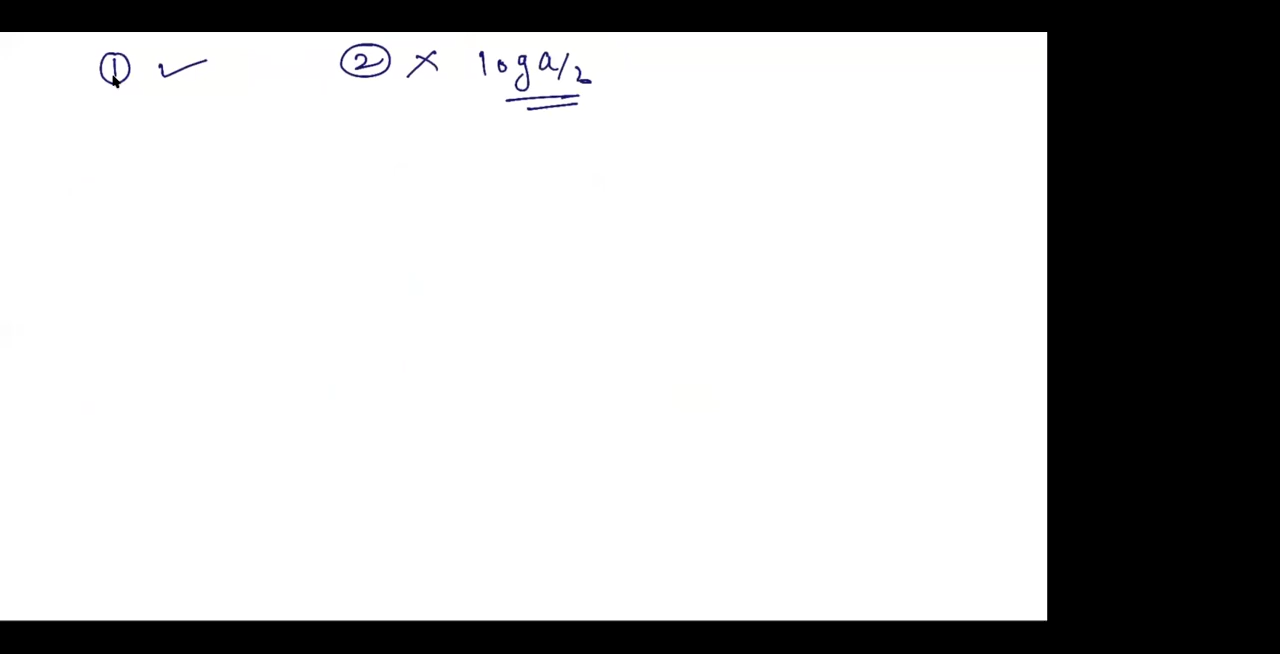 ① ✓ ② × log a/2